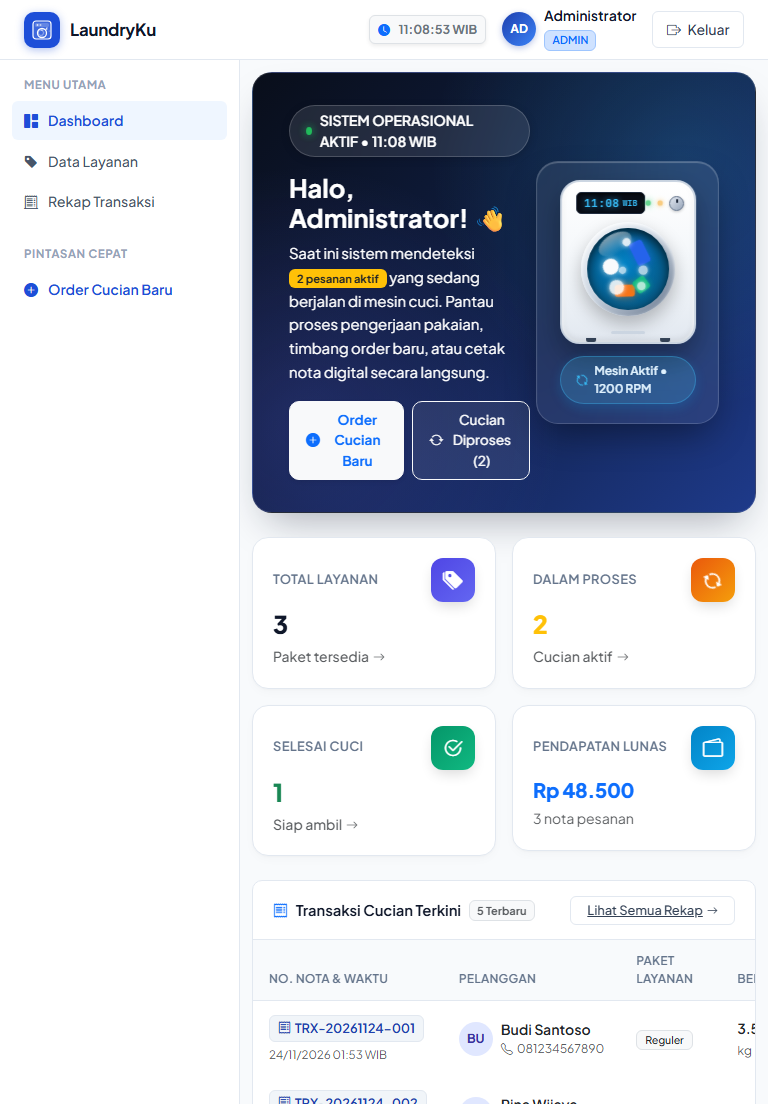 LaundryKu
11:08:53 WIB
AD
Administrator
ADMIN
Keluar
MENU UTAMA
Dashboard
Data Layanan
Rekap Transaksi
PINTASAN CEPAT
Order Cucian Baru
SISTEM OPERASIONAL
AKTIF • 11:08 WIB
Halo,
Administrator! 👋
Saat ini sistem mendeteksi
2 pesanan aktif yang sedang
berjalan di mesin cuci. Pantau
proses pengerjaan pakaian,
timbang order baru, atau cetak
nota digital secara langsung.
Order
Cucian
Baru
Cucian
Diproses
(2)
11:08 WIB
Mesin Aktif •
1200 RPM
TOTAL LAYANAN
3
Paket tersedia →
DALAM PROSES
2
Cucian aktif →
SELESAI CUCI
1
Siap ambil →
PENDAPATAN LUNAS
Rp 48.500
3 nota pesanan
Transaksi Cucian Terkini
5 Terbaru
Lihat Semua Rekap →
NO. NOTA & WAKTU
PELANGGAN
PAKET
LAYANAN
TRX-20261124-001
24/11/2026 01:53 WIB
BU
Budi Santoso
081234567890
Reguler
3.5
kg
TRX-20261124-002